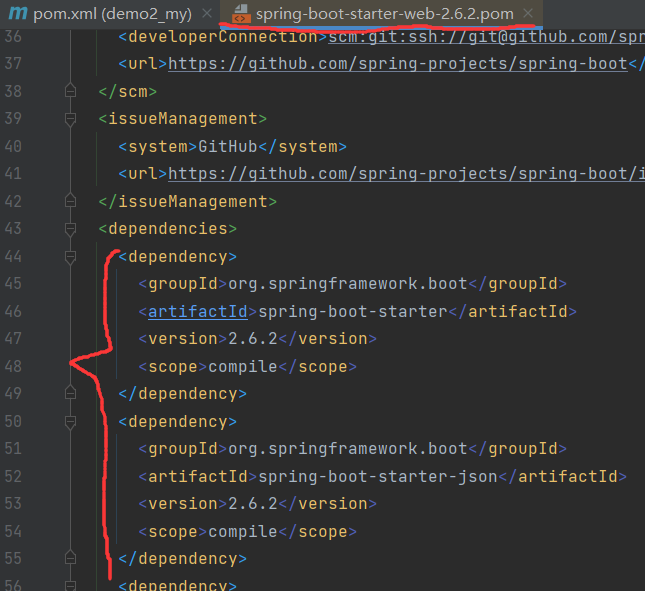 pom.xml (demo2_my) × spring-boot-starter-web-2.6.2.pom ×
36 <developerConnection>scm:git:ssh://git@github.com/spr
37 <url>https://github.com/spring-projects/spring-boot</
38 </scm>
39 <issueManagement>
40 <system>GitHub</system>
41 <url>https://github.com/spring-projects/spring-boot/i
42 </issueManagement>
43 <dependencies>
44 <dependency>
45 <groupId>org.springframework.boot</groupId>
46 <artifactId>spring-boot-starter</artifactId>
47 <version>2.6.2</version>
48 <scope>compile</scope>
49 </dependency>
50 <dependency>
51 <groupId>org.springframework.boot</groupId>
52 <artifactId>spring-boot-starter-json</artifactId>
53 <version>2.6.2</version>
54 <scope>compile</scope>
55 </dependency>
56 <dependency>